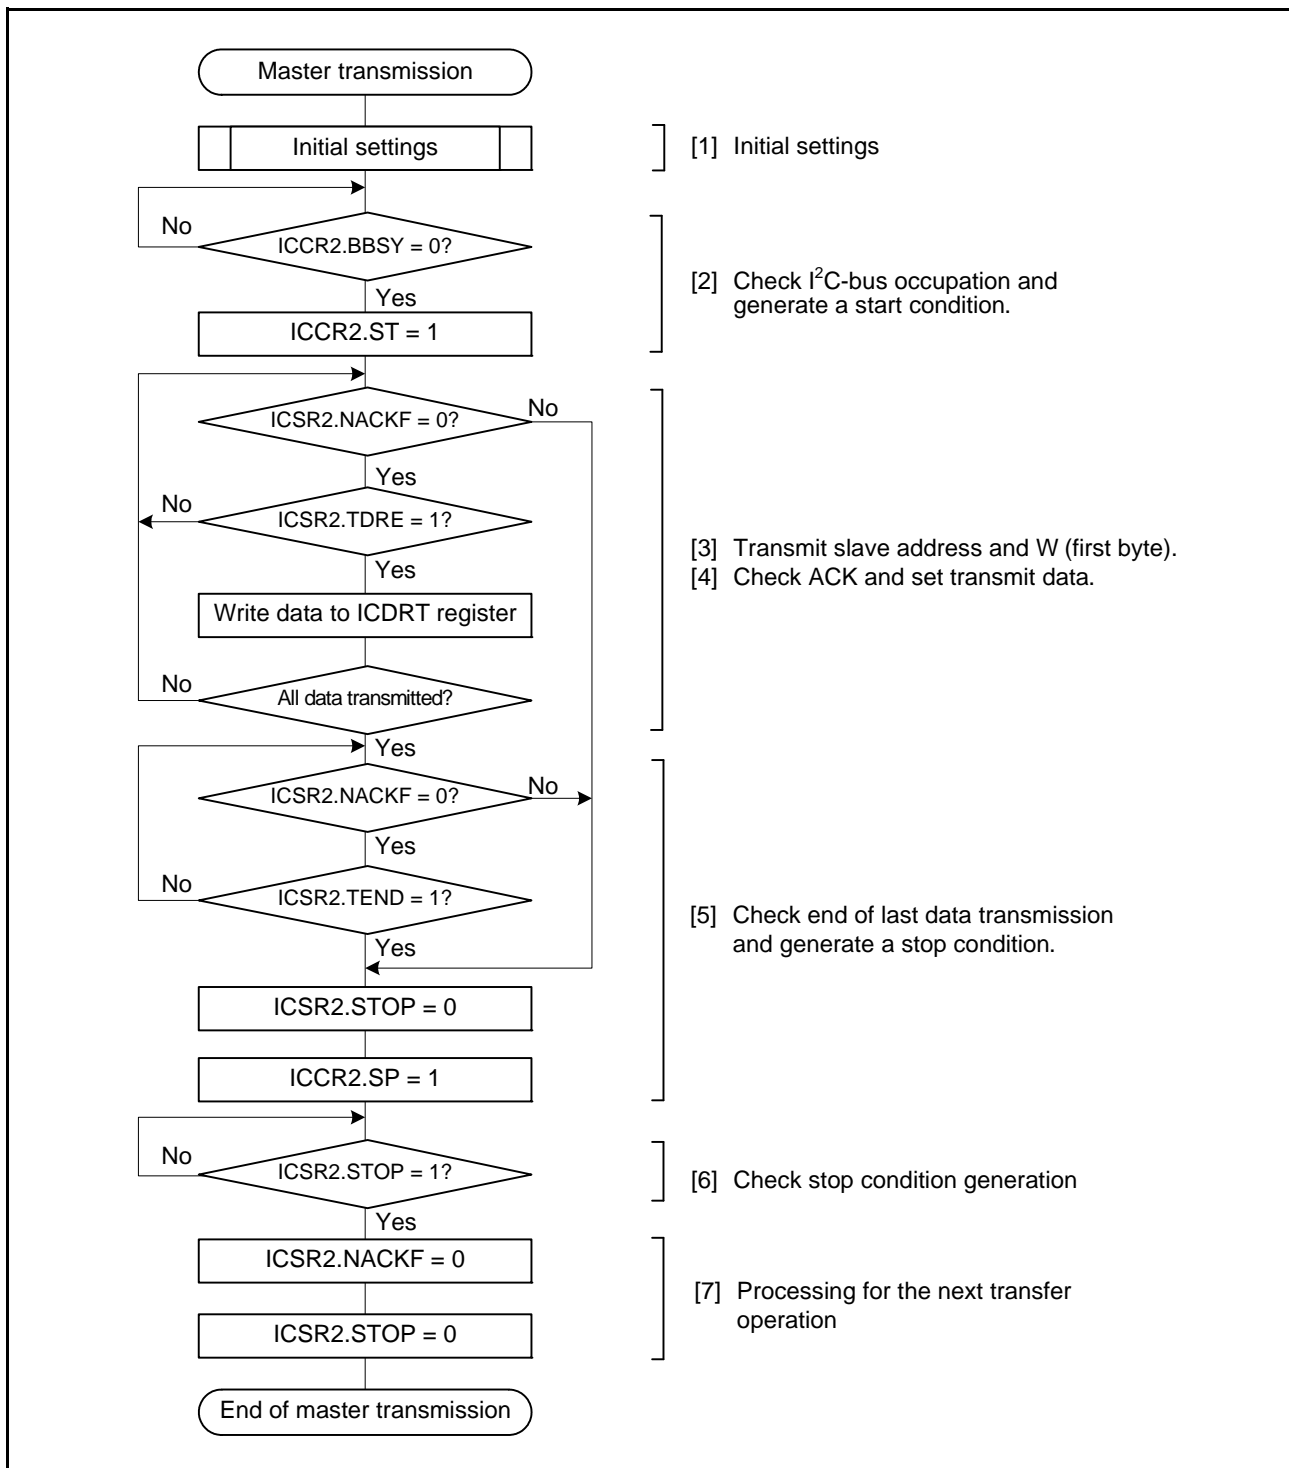 Master transmission
Initial settings
[1] Initial settings
No
ICCR2.BBSY = 0?
Yes
[2] Check I²C-bus occupation and
generate a start condition.
ICCR2.ST = 1
ICSR2.NACKF = 0?
No
Yes
No
ICSR2.TDRE = 1?
Yes
[3] Transmit slave address and W (first byte).
[4] Check ACK and set transmit data.
Write data to ICDRT register
No
All data transmitted?
Yes
ICSR2.NACKF = 0?
No
Yes
No
ICSR2.TEND = 1?
Yes
[5] Check end of last data transmission
and generate a stop condition.
ICSR2.STOP = 0
ICCR2.SP = 1
No
ICSR2.STOP = 1?
[6] Check stop condition generation
Yes
ICSR2.NACKF = 0
[7] Processing for the next transfer
operation
ICSR2.STOP = 0
End of master transmission